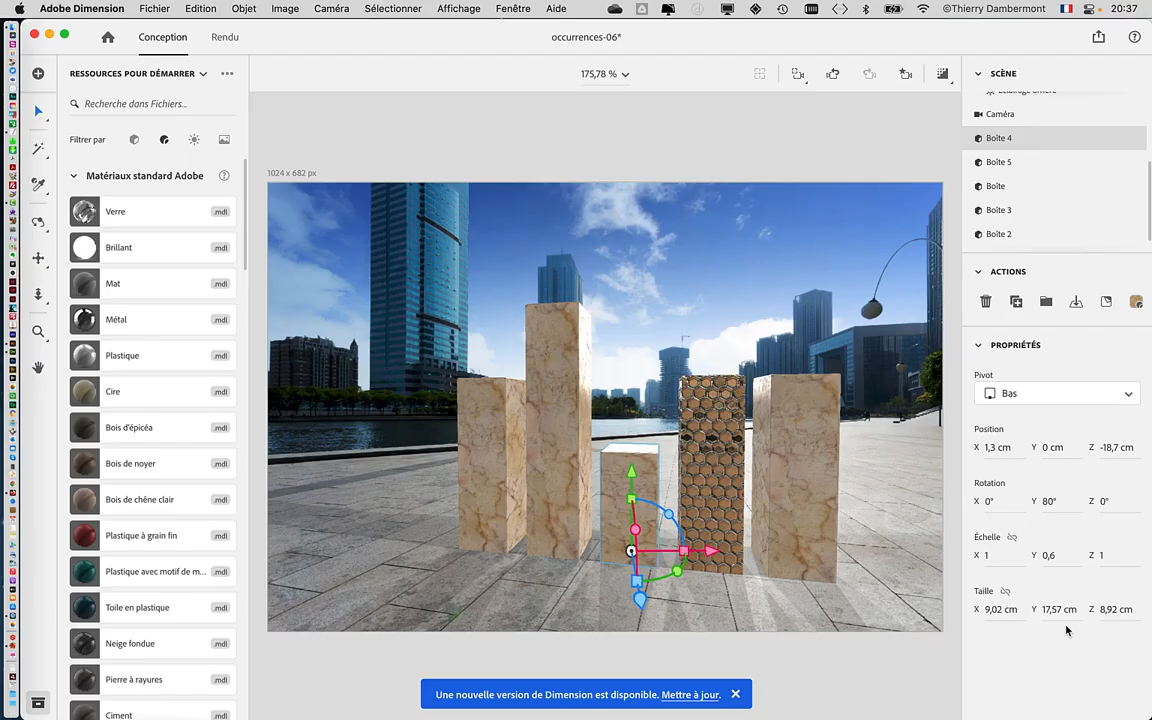 Adobe Dimension Fichier Edition Objet Image Caméra Sélectionner Affichage Fenêtre Aide ©Thierry Dambermont 20:37
Conception Rendu occurrences-06*
RESSOURCES POUR DÉMARRER
175,78 %
SCÈNE
Recherche dans Fichiers...
Éclairage arrière
Caméra
Filtrer par
Boîte 4
Boîte 5
Matériaux standard Adobe
1024 x 682 px
Boîte
Verre .mdl
Boîte 3
Boîte 2
Brillant .mdl
ACTIONS
Mat .mdl
Métal .mdl
PROPRIÉTÉS
Plastique .mdl
Pivot
Bas
Cire .mdl
Bois d'épicéa .mdl
Position
X 1,3 cm Y 0 cm Z -18,7 cm
Bois de noyer .mdl
Rotation
X 0° Y 80° Z 0°
Bois de chêne clair .mdl
Échelle
Plastique à grain fin .mdl
X 1 Y 0,6 Z 1
Plastique avec motif de m... .mdl
Taille
X 9,02 cm Y 17,57 cm Z 8,92 cm
Toile en plastique .mdl
Neige fondue .mdl
Pierre à rayures .mdl
Une nouvelle version de Dimension est disponible. Mettre à jour.
Ciment .mdl